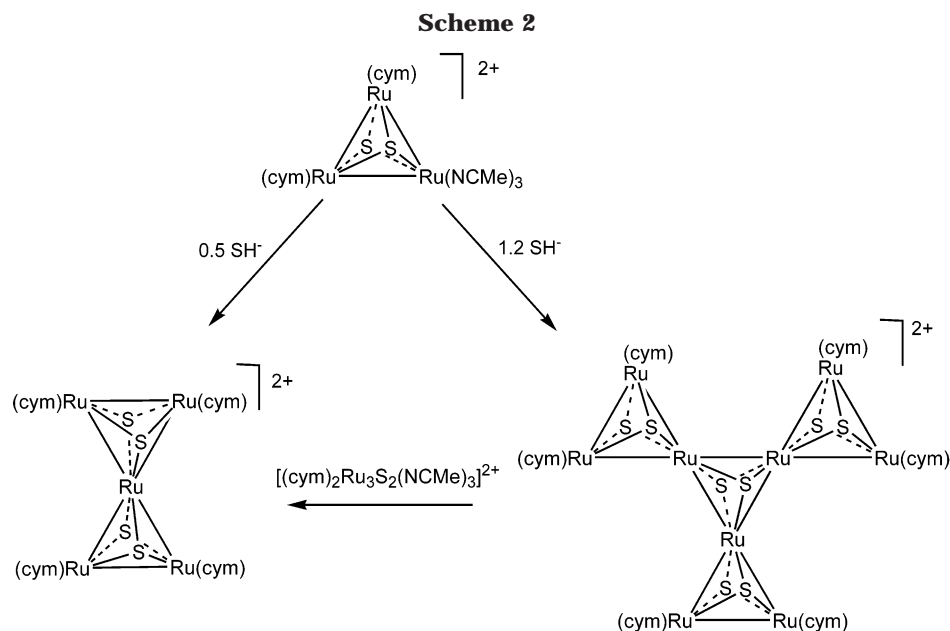 Scheme 2
2+
(cym)
Ru
S S
(cym)Ru Ru(NCMe)₃
0.5 SH⁻ 1.2 SH⁻
2+
(cym)Ru Ru(cym)
S
S
Ru
S
S
(cym)Ru Ru(cym)
[(cym)₂Ru₃S₂(NCMe)₃]²⁺
2+
(cym) (cym)
Ru Ru
S S S S
(cym)Ru Ru Ru Ru(cym)
S S
Ru
S S
(cym)Ru Ru(cym)